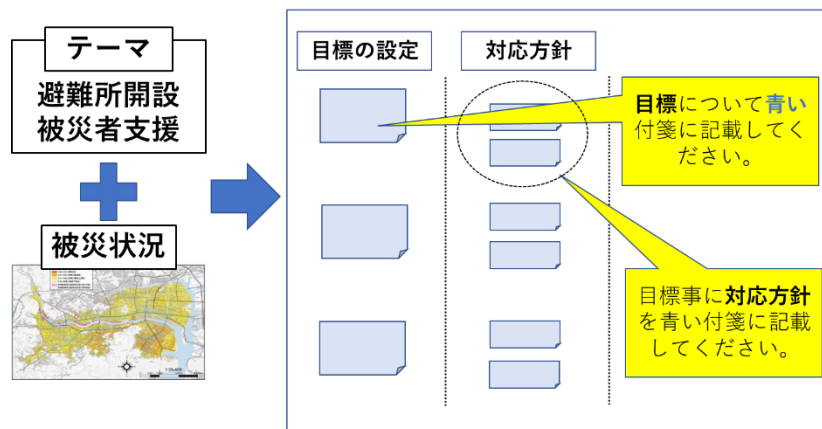 テーマ
避難所開設
被災者支援
被災状況
目標の設定
対応方針
目標について青い
付箋に記載してく
ださい。
目標事に対応方針
を青い付箋に記載
してください。